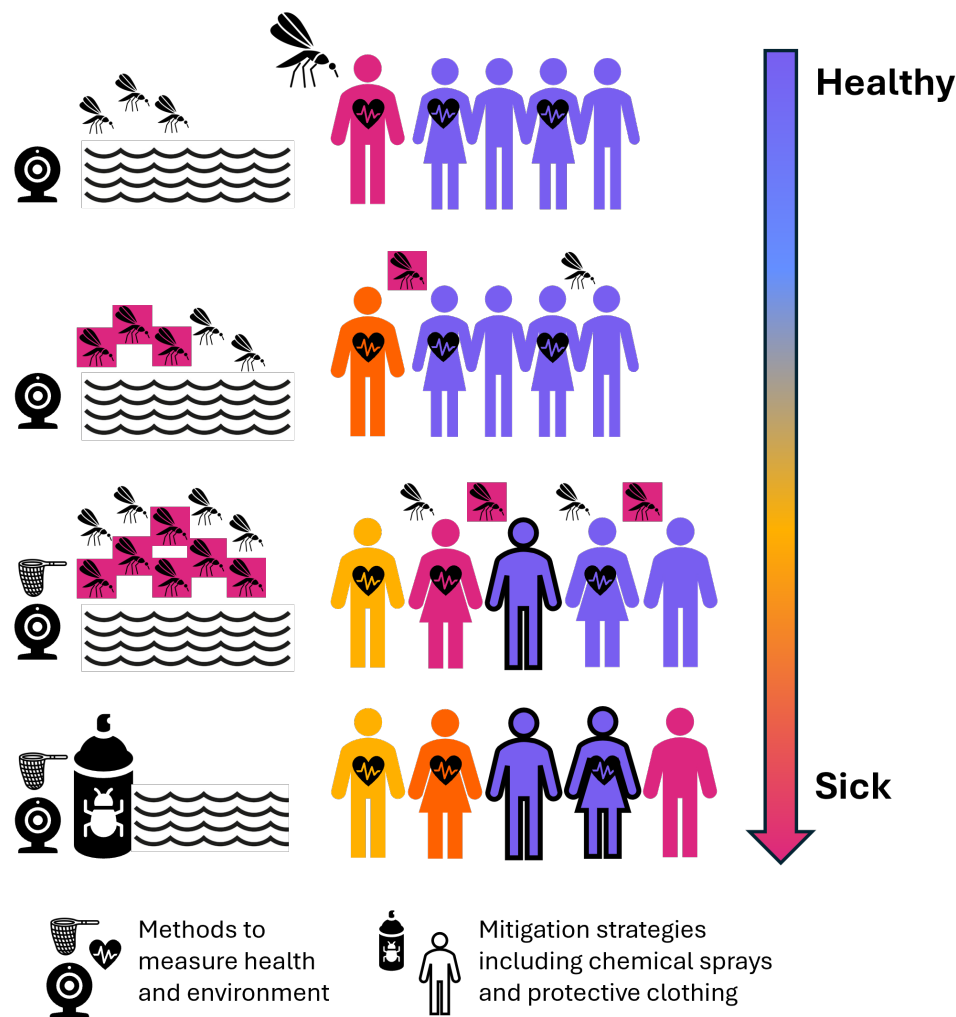 Healthy
Sick
Methods to
measure health
and environment
Mitigation strategies
including chemical sprays
and protective clothing